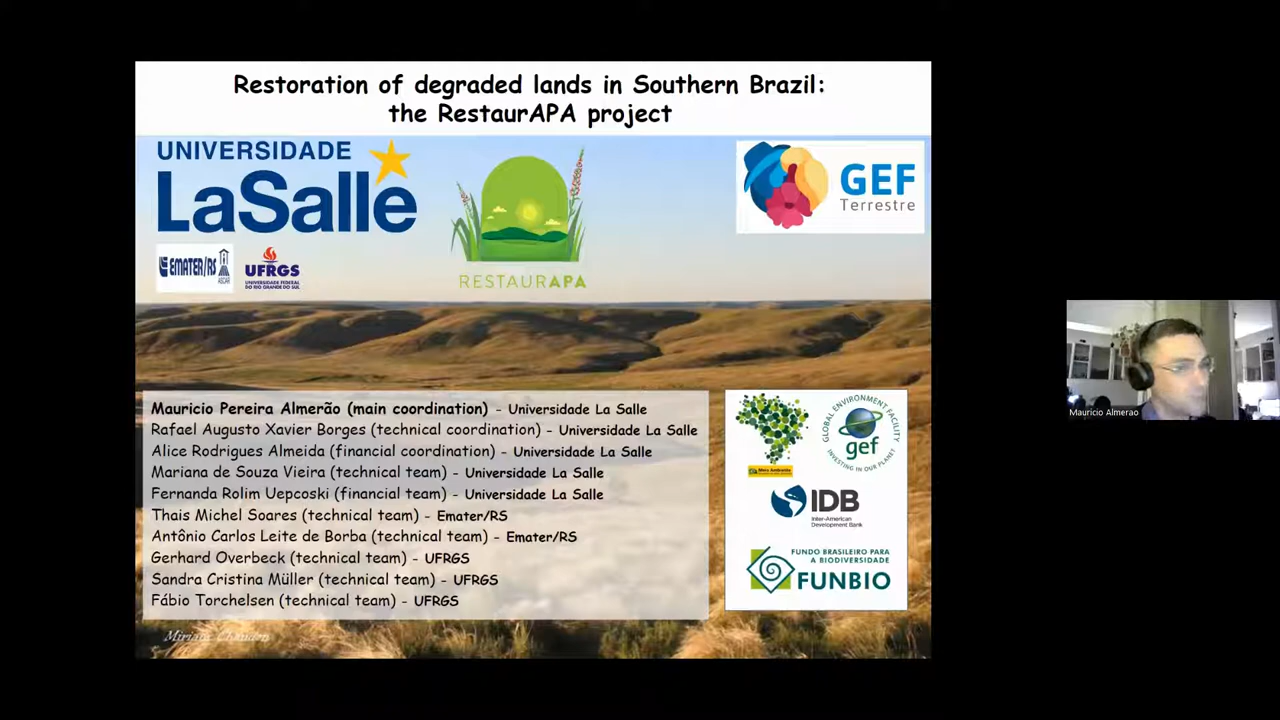 Restoration of degraded lands in Southern Brazil:
the RestaurAPA project
UNIVERSIDADE
LaSalle
EMATER/RS
ASCAR
UFRGS
UNIVERSIDADE FEDERAL
DO RIO GRANDE DO SUL
RESTAURAPA
GEF
Terrestre
Mauricio Pereira Almerão (main coordination) - Universidade La Salle
Rafael Augusto Xavier Borges (technical coordination) - Universidade La Salle
Alice Rodrigues Almeida (financial coordination) - Universidade La Salle
Mariana de Souza Vieira (technical team) - Universidade La Salle
Fernanda Rolim Uepcoski (financial team) - Universidade La Salle
Thais Michel Soares (technical team) - Emater/RS
Antônio Carlos Leite de Borba (technical team) - Emater/RS
Gerhard Overbeck (technical team) - UFRGS
Sandra Cristina Müller (technical team) - UFRGS
Fábio Torchelsen (technical team) - UFRGS
GLOBAL ENVIRONMENT FACILITY
gef
INVESTING IN OUR PLANET
IDB
Inter-American
Development Bank
FUNDO BRASILEIRO PARA
A BIODIVERSIDADE
FUNBIO
Mauricio Almerao